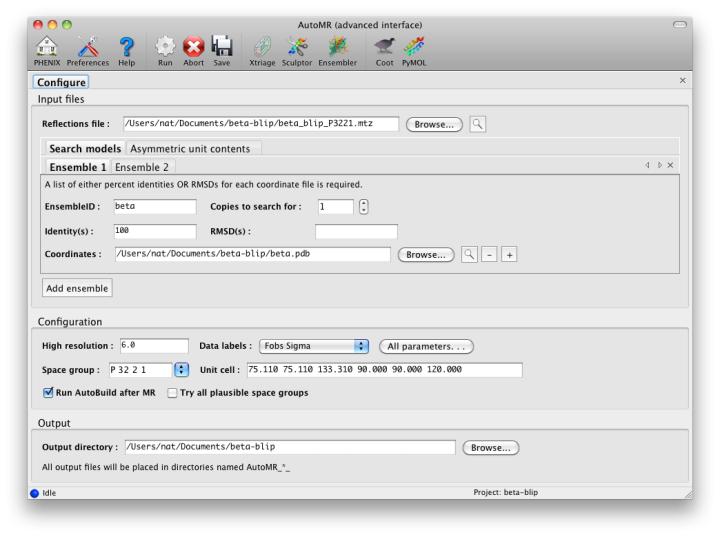 AutoMR (advanced interface)
PHENIX Preferences Help Run Abort Save Xtriage Sculptor Ensembler Coot PyMOL
Configure
Input files
Reflections file : /Users/nat/Documents/beta-blip/beta_blip_P3221.mtz Browse...
Search models Asymmetric unit contents
Ensemble 1 Ensemble 2
A list of either percent identities OR RMSDs for each coordinate file is required.
EnsembleID : beta Copies to search for : 1
Identity(s) : 100 RMSD(s) :
Coordinates : /Users/nat/Documents/beta-blip/beta.pdb Browse... - +
Add ensemble
Configuration
High resolution : 6.0 Data labels : Fobs Sigma All parameters. . .
Space group : P 32 2 1 Unit cell : 75.110 75.110 133.310 90.000 90.000 120.000
Run AutoBuild after MR Try all plausible space groups
Output
Output directory : /Users/nat/Documents/beta-blip Browse...
All output files will be placed in directories named AutoMR_*_
Idle Project: beta-blip